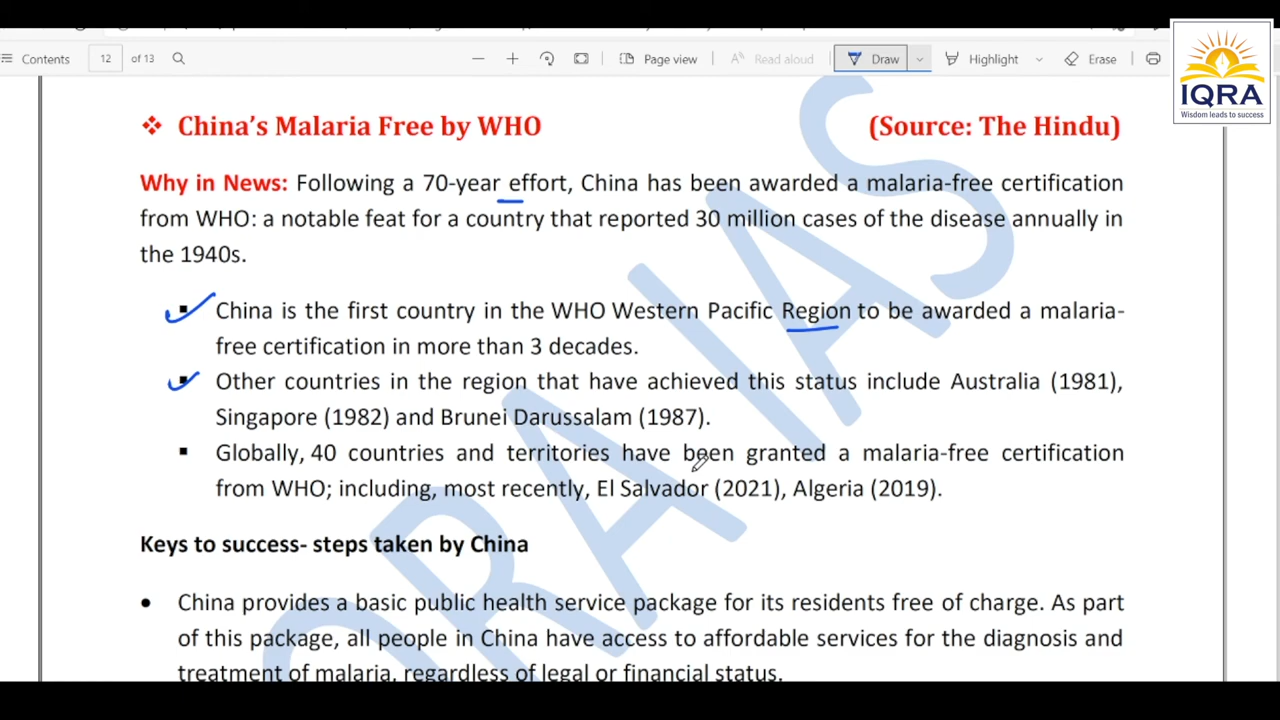 Contents 12 of 13 Page view Read aloud Draw Highlight Erase
IQRA
Wisdom leads to success
❖ China’s Malaria Free by WHO (Source: The Hindu)
Why in News: Following a 70-year effort, China has been awarded a malaria-free certification
from WHO: a notable feat for a country that reported 30 million cases of the disease annually in
the 1940s.
▪ China is the first country in the WHO Western Pacific Region to be awarded a malaria-
free certification in more than 3 decades.
▪ Other countries in the region that have achieved this status include Australia (1981),
Singapore (1982) and Brunei Darussalam (1987).
▪ Globally, 40 countries and territories have been granted a malaria-free certification
from WHO; including, most recently, El Salvador (2021), Algeria (2019).
Keys to success- steps taken by China
• China provides a basic public health service package for its residents free of charge. As part
of this package, all people in China have access to affordable services for the diagnosis and
treatment of malaria, regardless of legal or financial status.